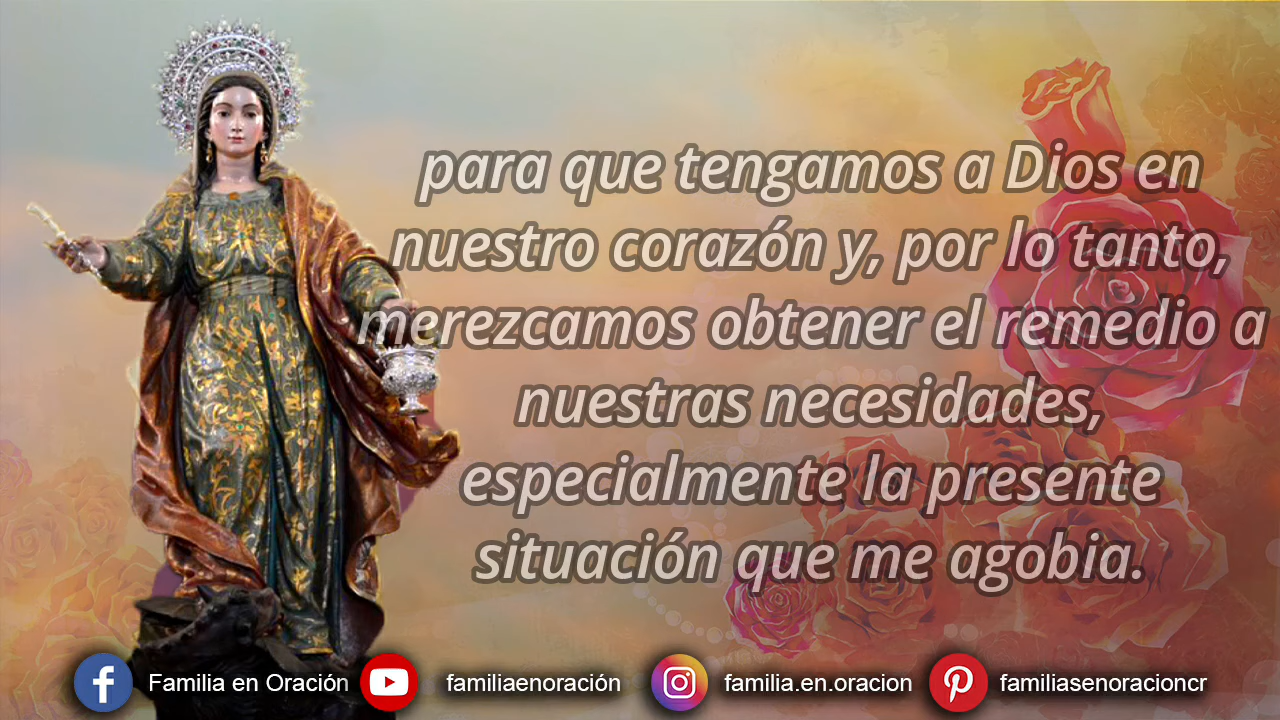 para que tengamos a Dios en
nuestro corazón y, por lo tanto,
merezcamos obtener el remedio a
nuestras necesidades,
especialmente la presente
situación que me agobia.
Familia en Oración
familiaenoración
familia.en.oracion
familiasenoracioncr